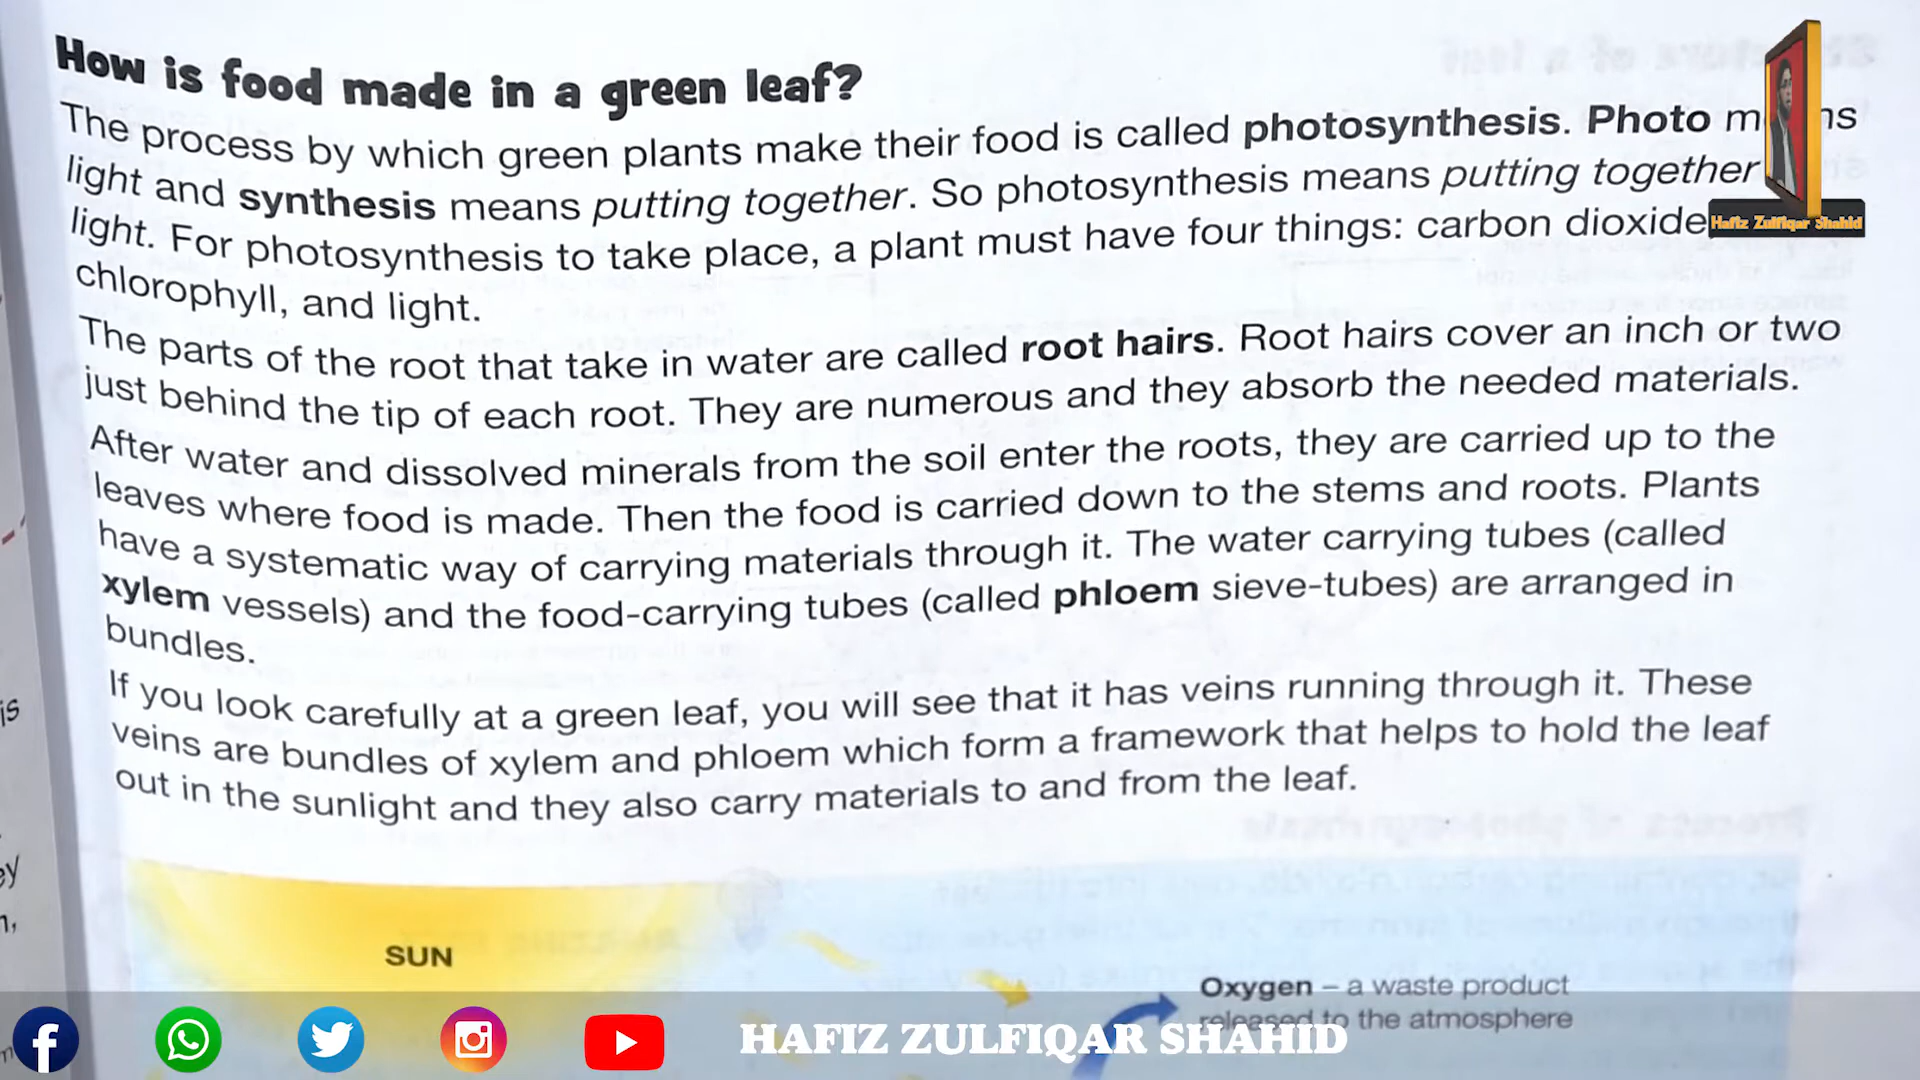 How is food made in a green leaf?
The process by which green plants make their food is called photosynthesis. Photo
light and synthesis means putting together. So photosynthesis means putting together
light. For photosynthesis to take place, a plant must have four things: carbon dioxide
chlorophyll, and light.
The parts of the root that take in water are called root hairs. Root hairs cover an inch or two
just behind the tip of each root. They are numerous and they absorb the needed materials.
After water and dissolved minerals from the soil enter the roots, they are carried up to the
leaves where food is made. Then the food is carried down to the stems and roots. Plants
have a systematic way of carrying materials through it. The water carrying tubes (called
xylem vessels) and the food-carrying tubes (called phloem sieve-tubes) are arranged in
bundles.
If you look carefully at a green leaf, you will see that it has veins running through it. These
veins are bundles of xylem and phloem which form a framework that helps to hold the leaf
out in the sunlight and they also carry materials to and from the leaf.
Hafiz Zulfiqar Shahid
is
SUN
Oxygen – a waste product
released to the atmosphere
HAFIZ ZULFIQAR SHAHID